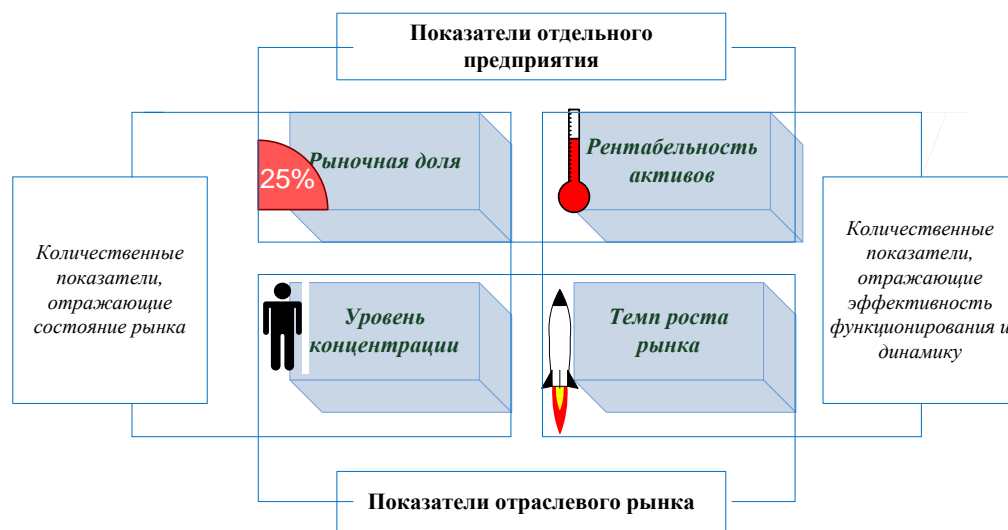 Показатели отдельного
предприятия
Рыночная доля
25%
Рентабельность
активов
Количественные
показатели,
отражающие
состояние рынка
Количественные
показатели,
отражающие
эффективность
функционирования и
динамику
Уровень
концентрации
Темп роста
рынка
Показатели отраслевого рынка